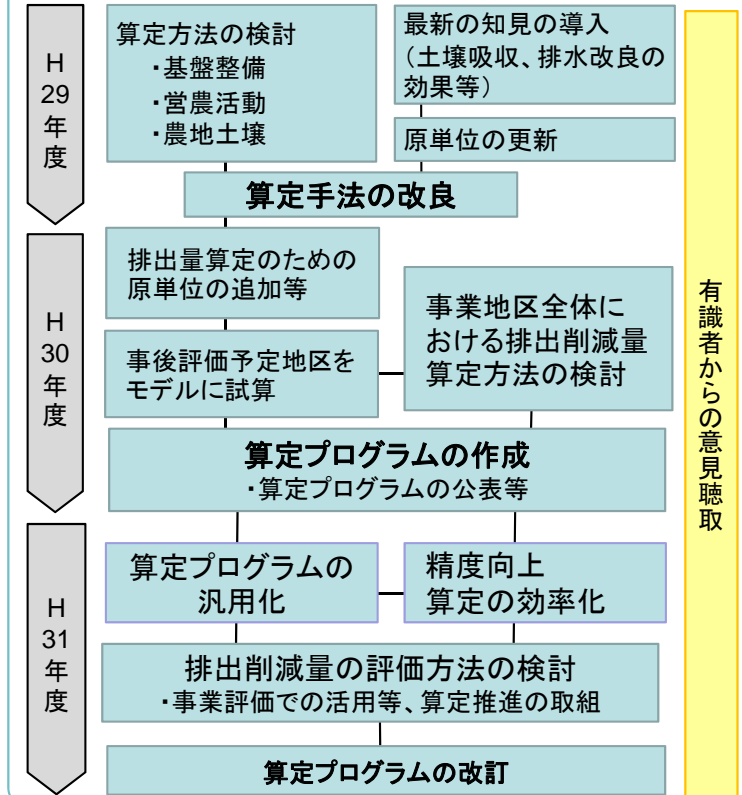 H
29
年
度
算定方法の検討
・基盤整備
・営農活動
・農地土壌
最新の知見の導入
(土壌吸収、排水改良の
効果等)
原単位の更新
算定手法の改良
H
30
年
度
排出量算定のための
原単位の追加等
事後評価予定地区を
モデルに試算
事業地区全体に
おける排出削減量
算定方法の検討
算定プログラムの作成
・算定プログラムの公表等
H
31
年
度
算定プログラムの
汎用化
精度向上
算定の効率化
排出削減量の評価方法の検討
・事業評価での活用等、算定推進の取組
算定プログラムの改訂
有識者からの意見聴取